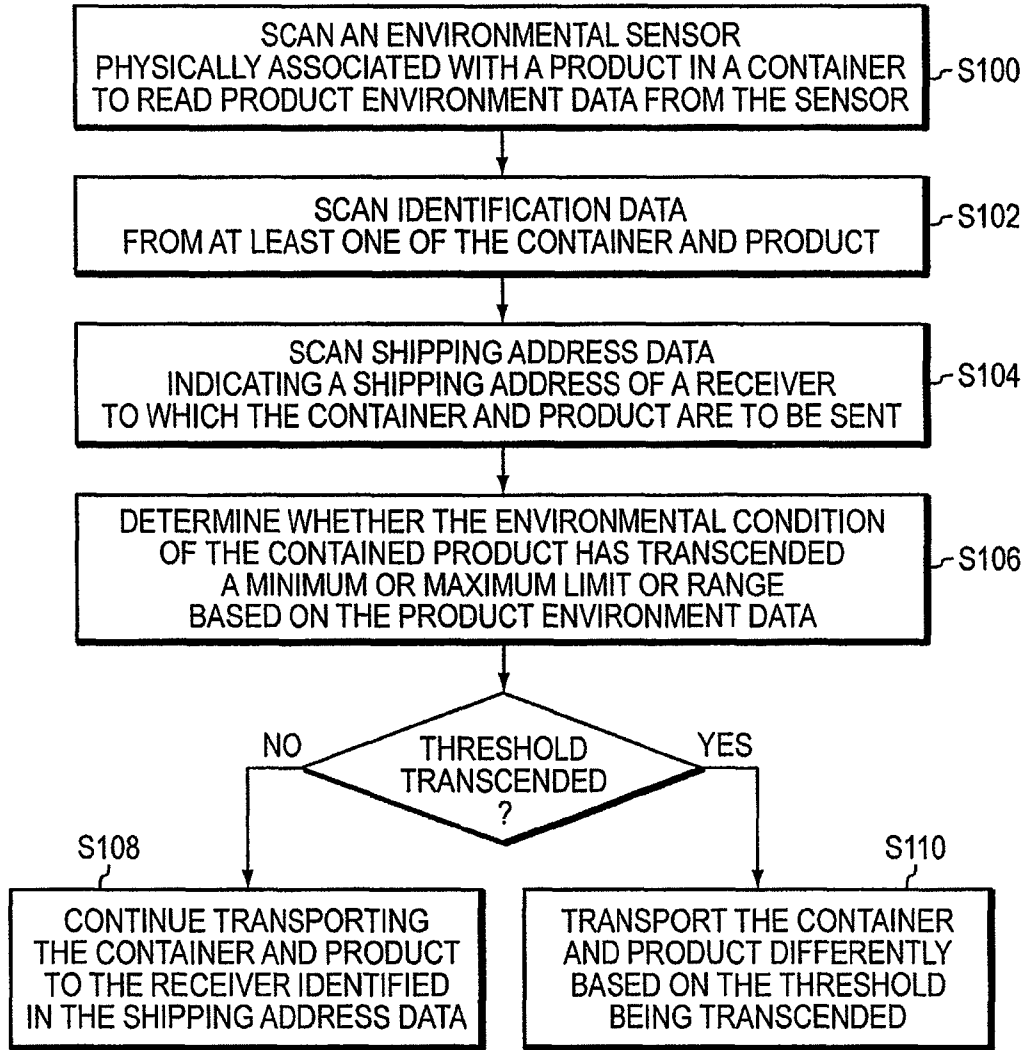 SCAN AN ENVIRONMENTAL SENSOR
PHYSICALLY ASSOCIATED WITH A PRODUCT IN A CONTAINER
TO READ PRODUCT ENVIRONMENT DATA FROM THE SENSOR
S100
SCAN IDENTIFICATION DATA
FROM AT LEAST ONE OF THE CONTAINER AND PRODUCT
S102
SCAN SHIPPING ADDRESS DATA
INDICATING A SHIPPING ADDRESS OF A RECEIVER
TO WHICH THE CONTAINER AND PRODUCT ARE TO BE SENT
S104
DETERMINE WHETHER THE ENVIRONMENTAL CONDITION
OF THE CONTAINED PRODUCT HAS TRANSCENDED
A MINIMUM OR MAXIMUM LIMIT OR RANGE
BASED ON THE PRODUCT ENVIRONMENT DATA
S106
NO
THRESHOLD
TRANSCENDED
?
YES
S108
CONTINUE TRANSPORTING
THE CONTAINER AND PRODUCT
TO THE RECEIVER IDENTIFIED
IN THE SHIPPING ADDRESS DATA
S110
TRANSPORT THE CONTAINER
AND PRODUCT DIFFERENTLY
BASED ON THE THRESHOLD
BEING TRANSCENDED